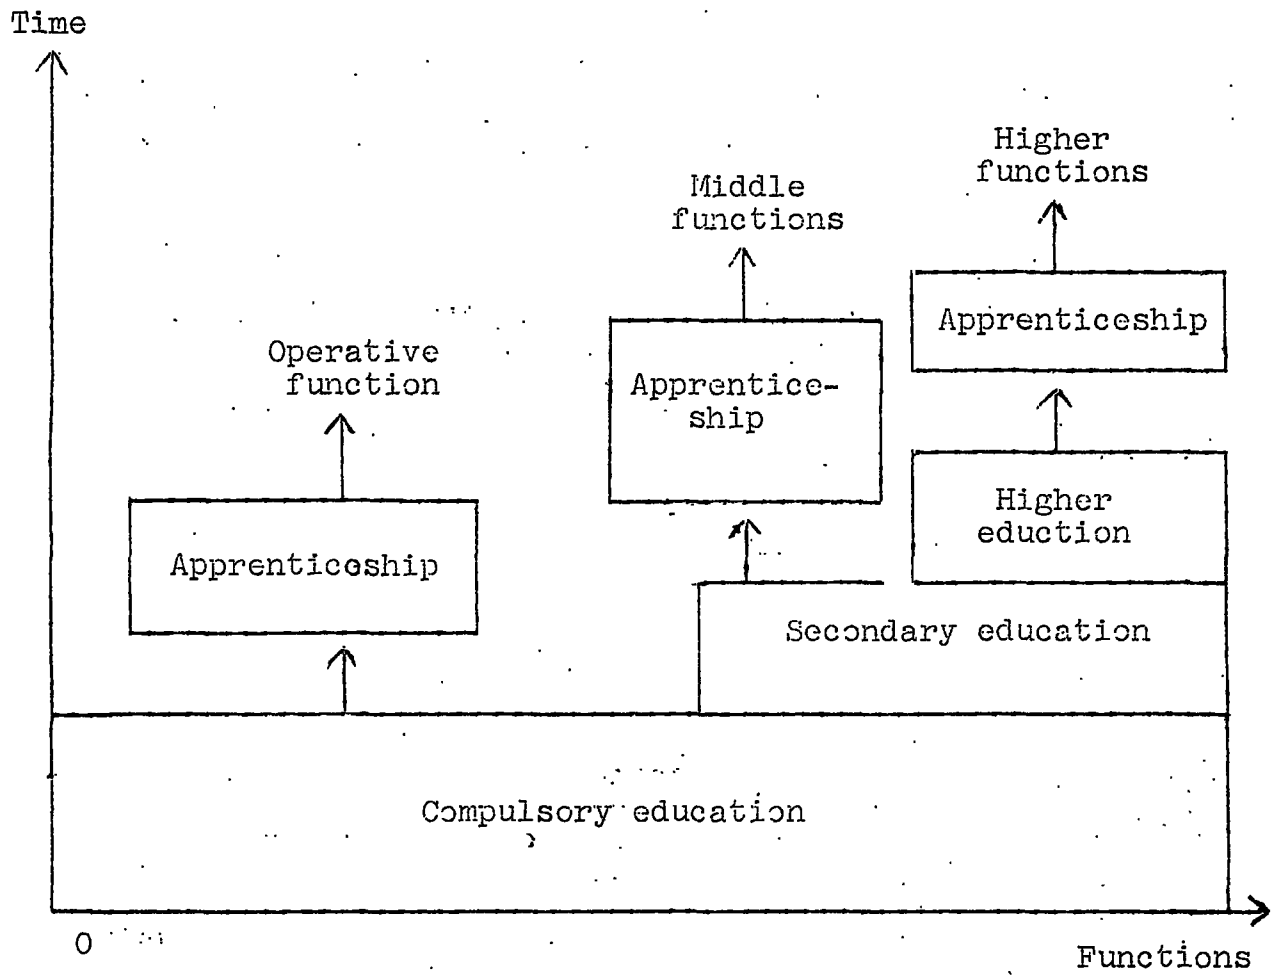 Time
Higher
functions
Middle
functions
Apprenticeship
Operative
function
Apprentice-
ship
Higher
eduction
Apprenticeship
Secondary education
Compulsory education
0
Functions